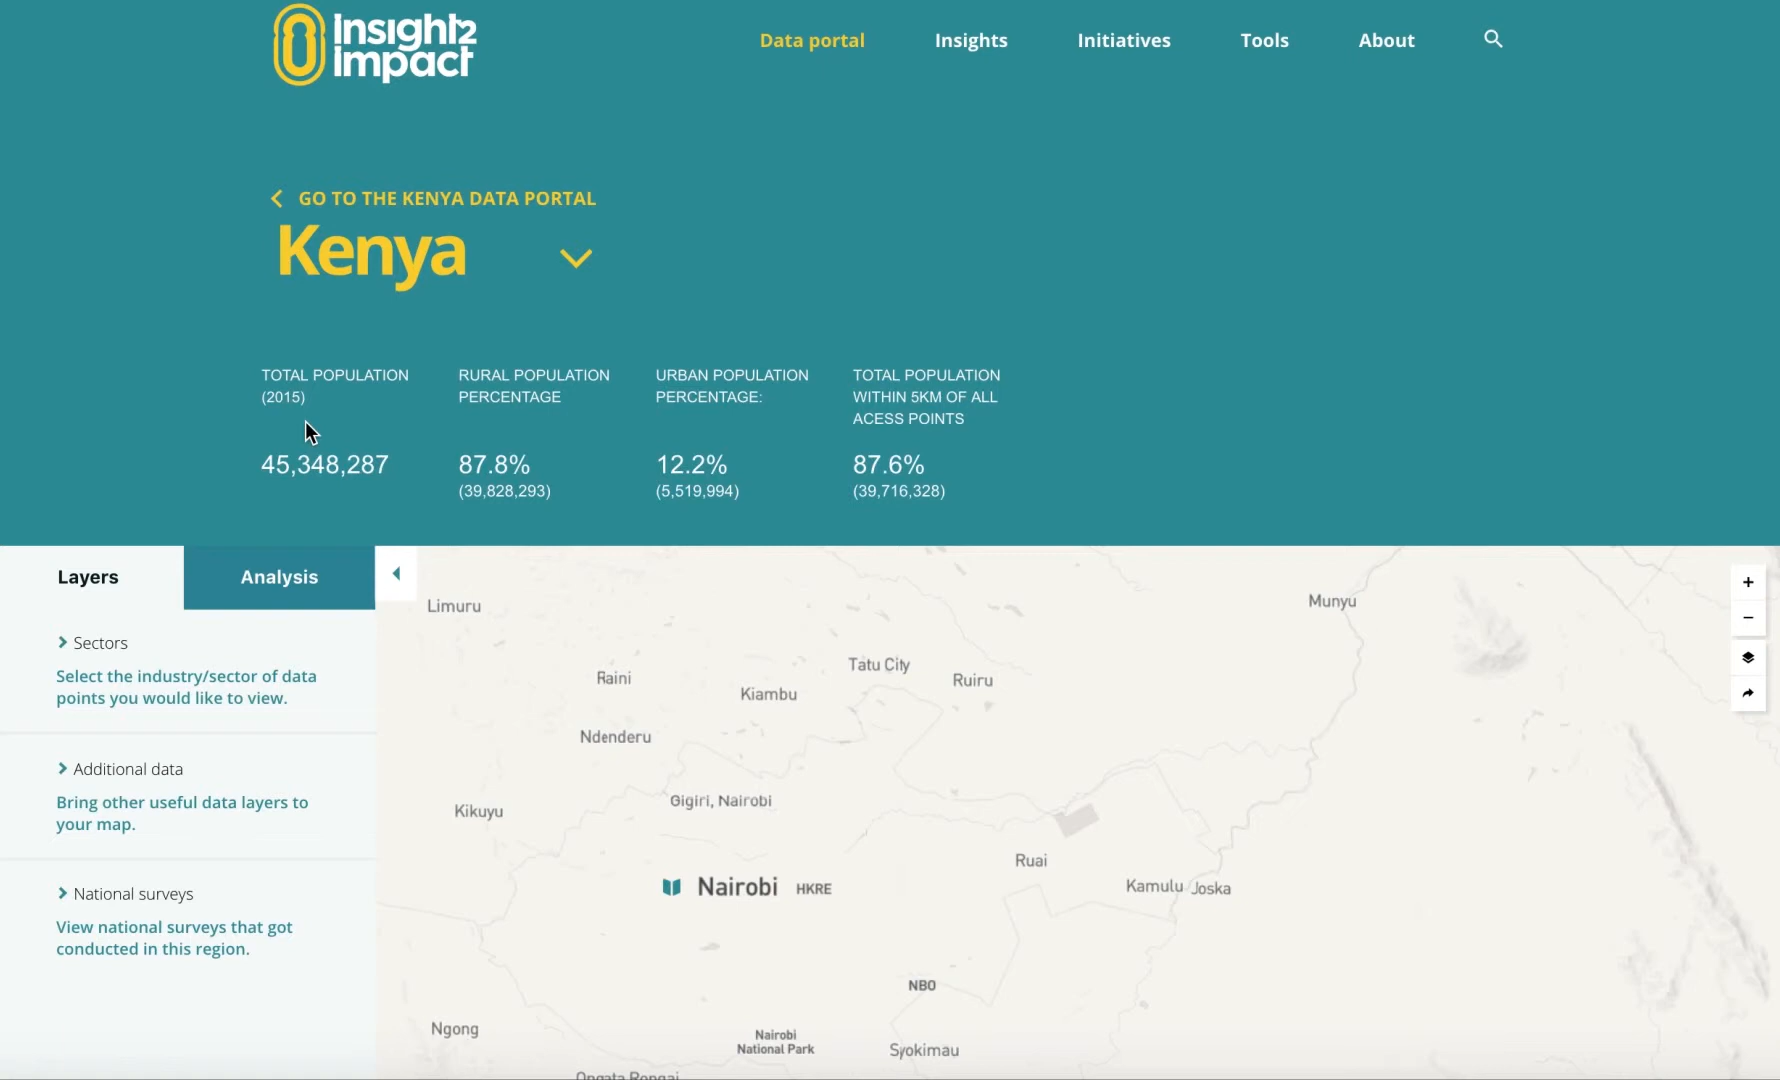 Insight2
impact
Data portal
Insights
Initiatives
Tools
About
GO TO THE KENYA DATA PORTAL
Kenya
TOTAL POPULATION
(2015)
45,348,287
RURAL POPULATION
PERCENTAGE
87.8%
(39,828,293)
URBAN POPULATION
PERCENTAGE:
12.2%
(5,519,994)
TOTAL POPULATION
WITHIN 5KM OF ALL
ACESS POINTS
87.6%
(39,716,328)
Layers
Analysis
Sectors
Select the industry/sector of data
points you would like to view.
Additional data
Bring other useful data layers to
your map.
National surveys
View national surveys that got
conducted in this region.
Limuru
Munyu
Raini
Tatu City
Kiambu
Ruiru
Ndenderu
Gigiri, Nairobi
Kikuyu
Ruai
Nairobi
HKRE
Kamulu
Joska
NBO
Ngong
Nairobi
National Park
Syokimau
Ongata Rongai
+
−